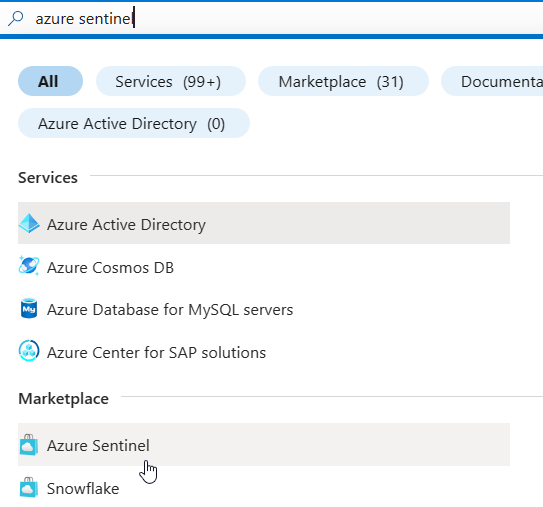 azure sentinel
All Services (99+) Marketplace (31) Documenta
Azure Active Directory (0)
Services
Azure Active Directory
Azure Cosmos DB
My Azure Database for MySQL servers
Azure Center for SAP solutions
Marketplace
Azure Sentinel
Snowflake